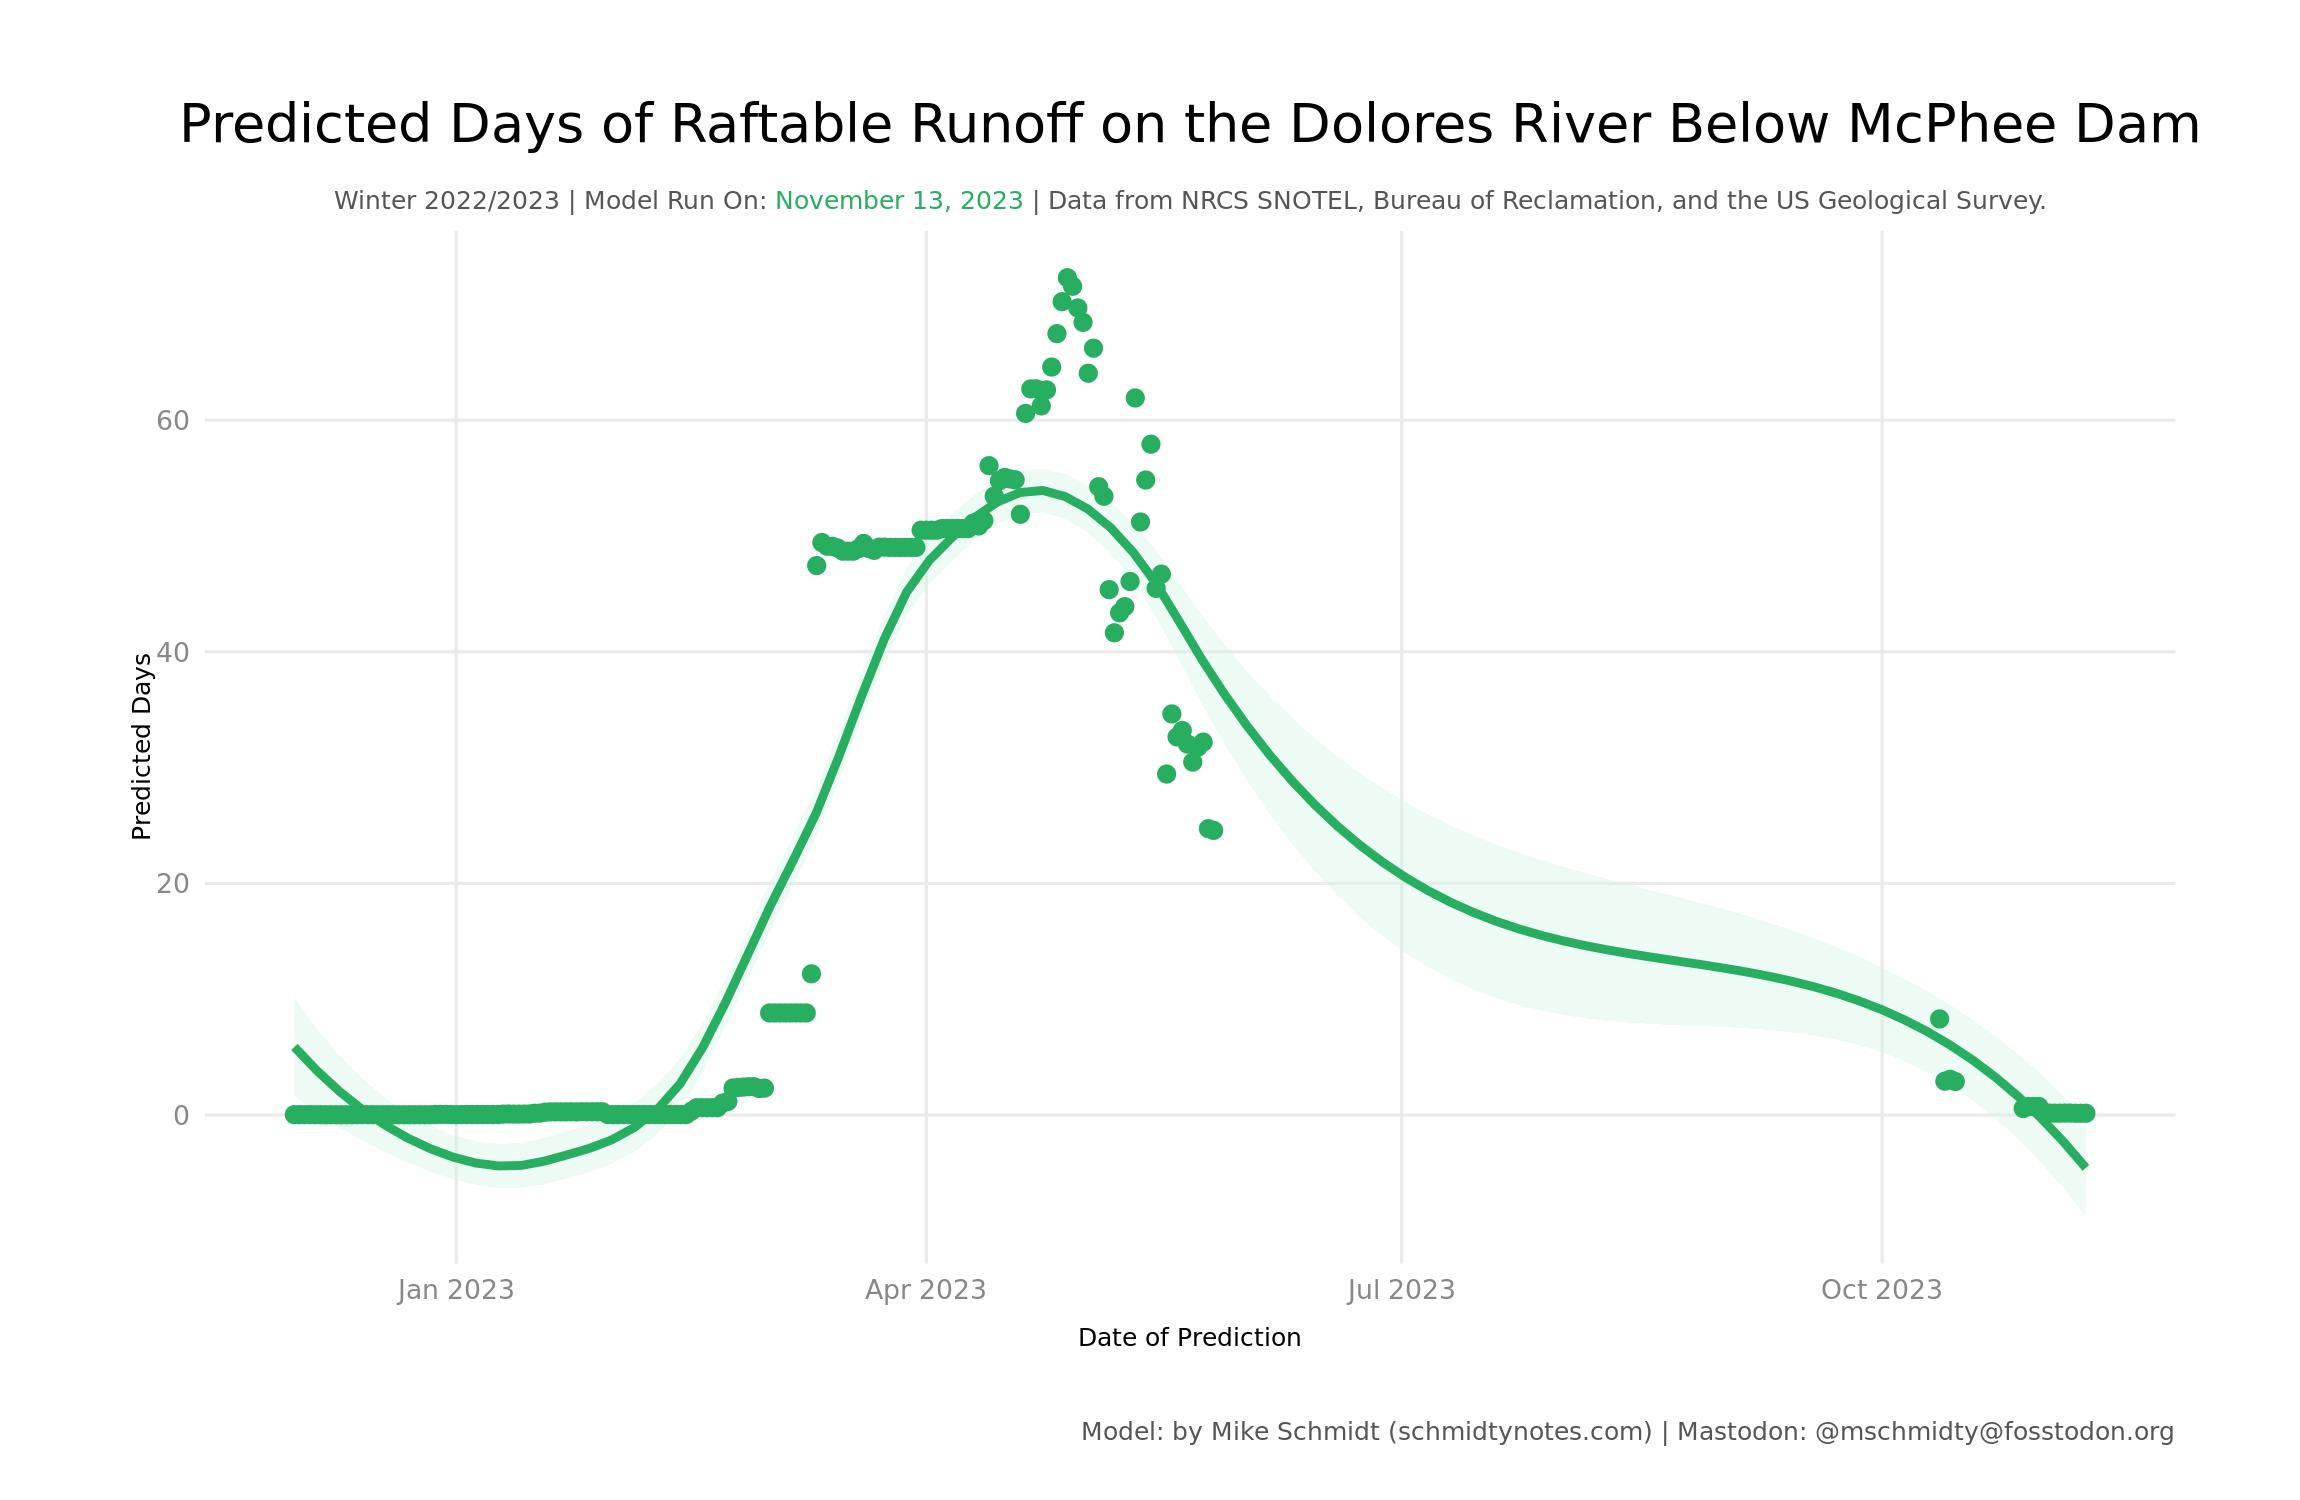 Predicted Days of Raftable Runoff on the Dolores River Below McPhee Dam
Winter 2022/2023 | Model Run On: November 13, 2023 | Data from NRCS SNOTEL, Bureau of Reclamation, and the US Geological Survey.
60
40
20
0
Predicted Days
Jan 2023
Apr 2023
Jul 2023
Oct 2023
Date of Prediction
Model: by Mike Schmidt (schmidtynotes.com) | Mastodon: @mschmidty@fosstodon.org